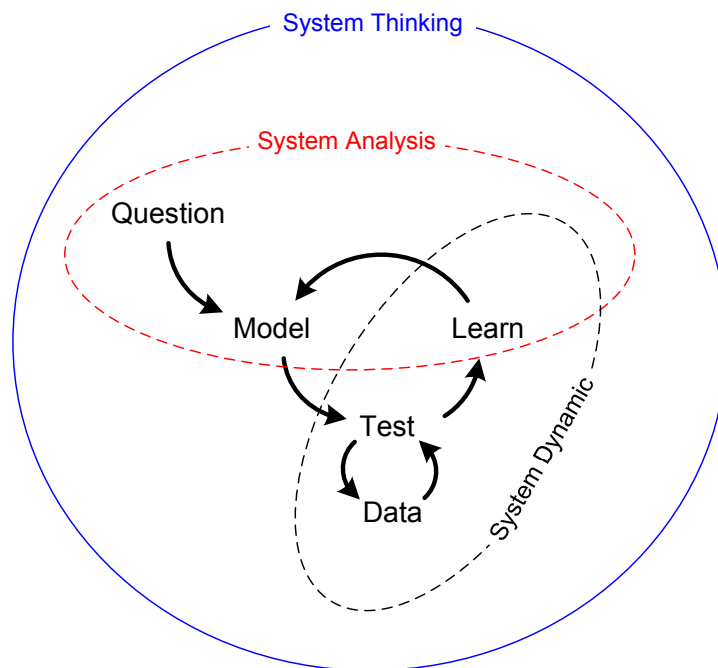 System Thinking
System Analysis
Question
Model
Learn
Test
Data
System Dynamic